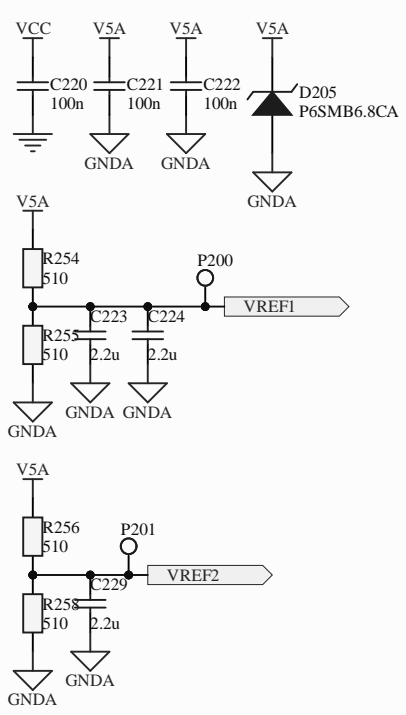 VCC V5A V5A V5A
C220 C221 C222 D205
100n 100n 100n P6SMB6.8CA
GNDA GNDA
GNDA
V5A
R254 P200
510
VREF1
C223 C224
R255
510 2.2u 2.2u
GNDA GNDA
GNDA
V5A
R256 P201
510
VREF2
C229
R258
510 2.2u
GNDA
GNDA